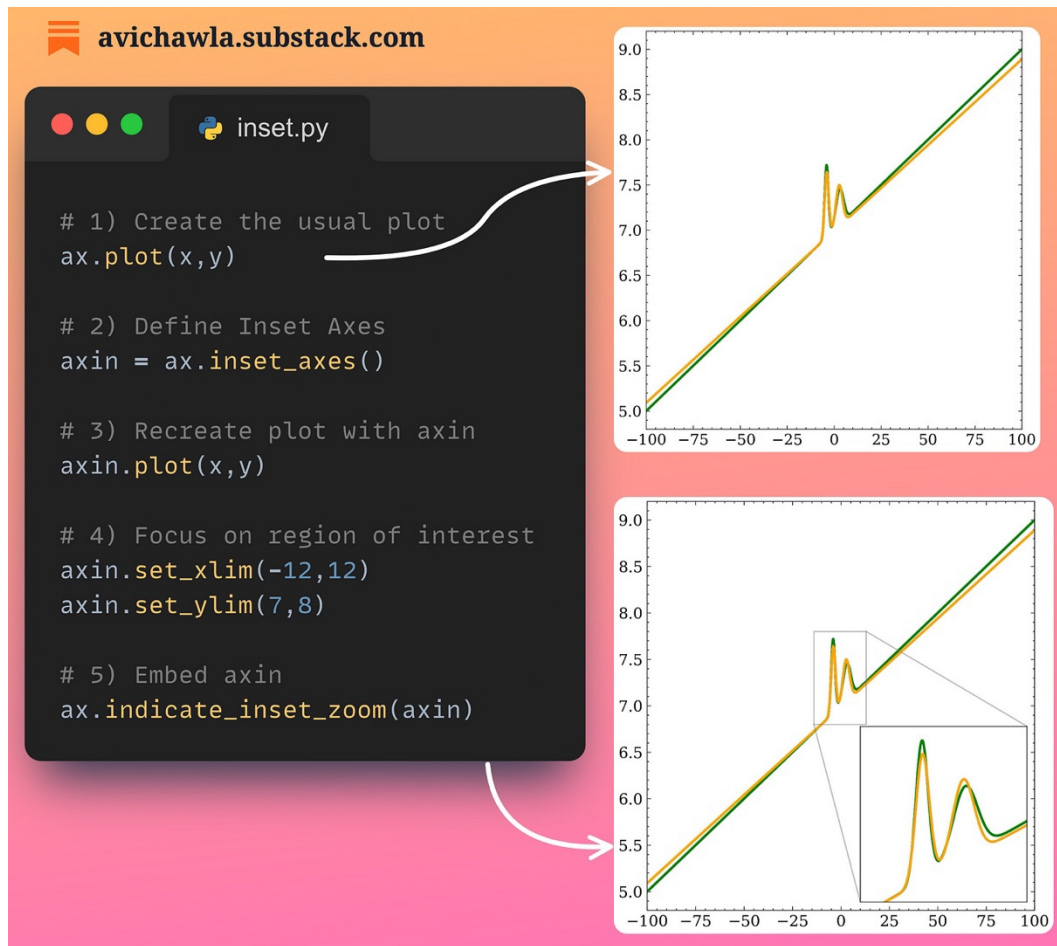 avichawla.substack.com
inset.py
# 1) Create the usual plot
ax.plot(x,y)
# 2) Define Inset Axes
axin = ax.inset_axes()
# 3) Recreate plot with axin
axin.plot(x,y)
# 4) Focus on region of interest
axin.set_xlim(-12,12)
axin.set_ylim(7,8)
# 5) Embed axin
ax.indicate_inset_zoom(axin)
9.0
8.5
8.0
7.5
7.0
6.5
6.0
5.5
5.0
−100 −75 −50 −25 0 25 50 75 100
9.0
8.5
8.0
7.5
7.0
6.5
6.0
5.5
5.0
−100 −75 −50 −25 0 25 50 75 100